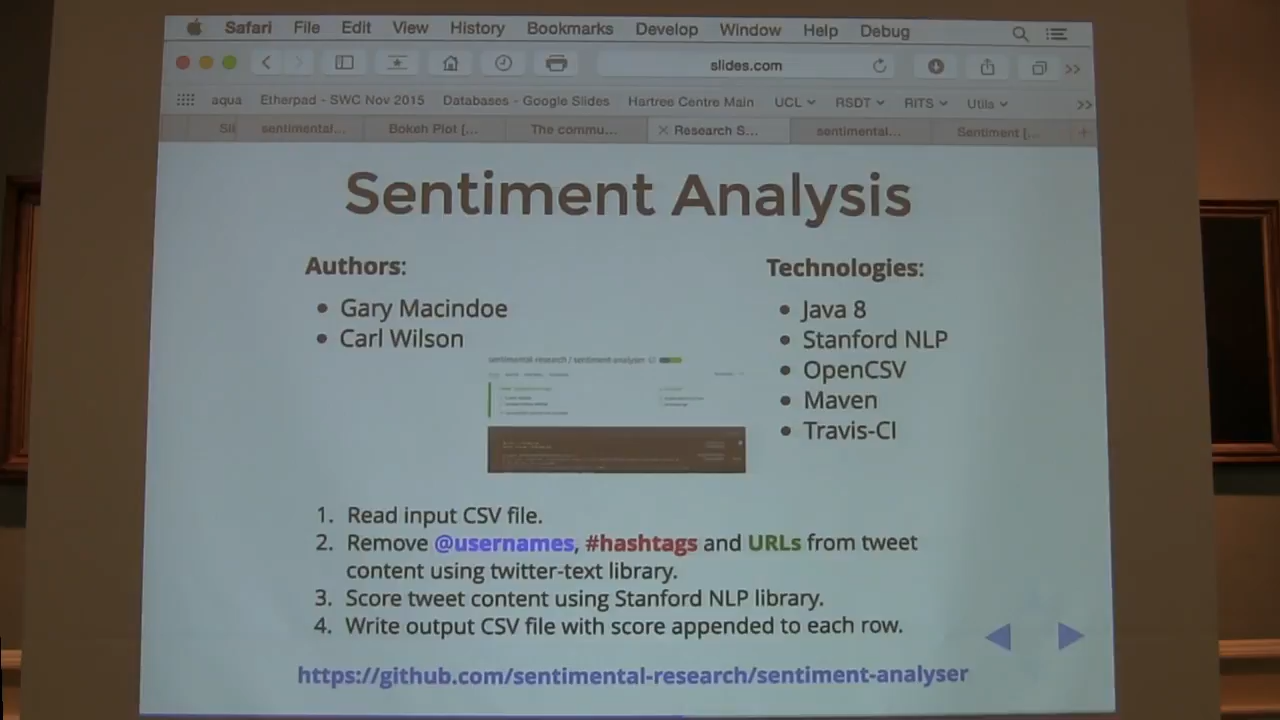 Safari File Edit View History Bookmarks Develop Window Help Debug
slides.com
aqua Etherpad - SWC Nov 2015 Databases - Google Slides Hartree Centre Main UCL RSDT RITS Utils
Sli sentimental... Bokeh Plot [... The commu... Research S... sentimental... Sentiment [...
Sentiment Analysis
Authors:
• Gary Macindoe
• Carl Wilson
Technologies:
• Java 8
• Stanford NLP
• OpenCSV
• Maven
• Travis-CI
sentimental-research / sentiment-analyser
1. Read input CSV file.
2. Remove @usernames, #hashtags and URLs from tweet
content using twitter-text library.
3. Score tweet content using Stanford NLP library.
4. Write output CSV file with score appended to each row.
https://github.com/sentimental-research/sentiment-analyser